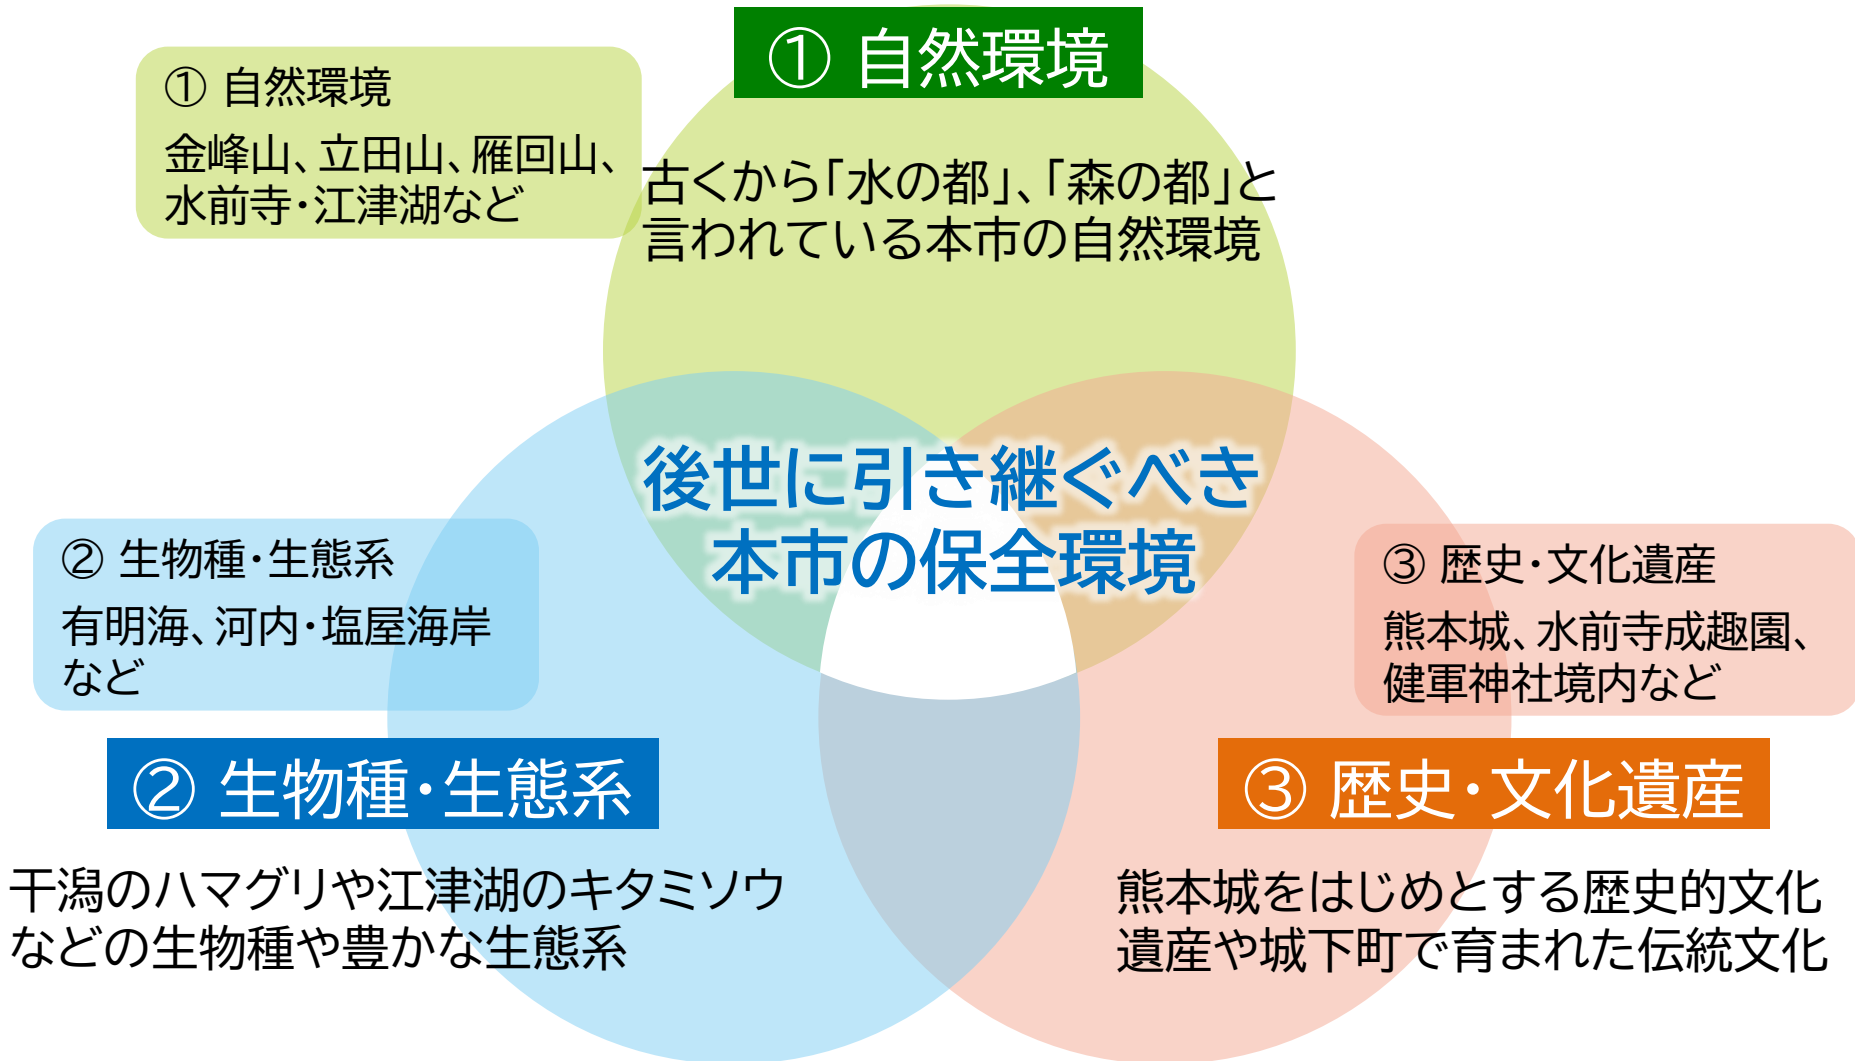 ① 自然環境
① 自然環境
金峰山、立田山、雁回山、
水前寺・江津湖など
古くから「水の都」、「森の都」と
言われている本市の自然環境
後世に引き継ぐべき
本市の保全環境
② 生物種・生態系
有明海、河内・塩屋海岸
など
② 生物種・生態系
干潟のハマグリや江津湖のキタミソウ
などの生物種や豊かな生態系
③ 歴史・文化遺産
熊本城、水前寺成趣園、
健軍神社境内など
③ 歴史・文化遺産
熊本城をはじめとする歴史的文化
遺産や城下町で育まれた伝統文化